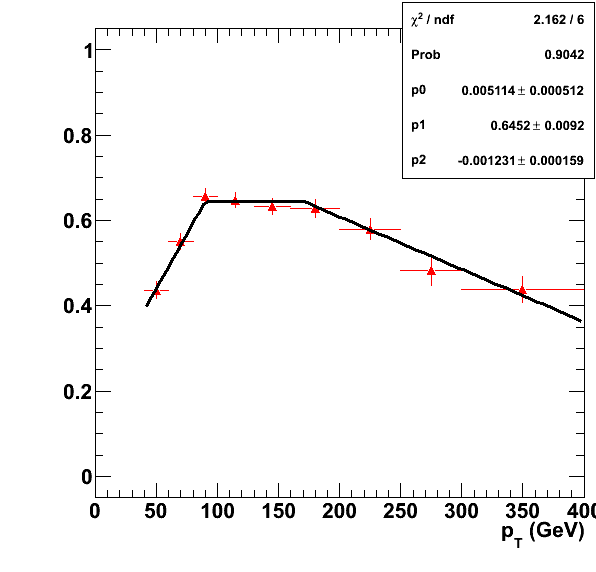 χ² / ndf 2.162 / 6
Prob 0.9042
p0 0.005114 ± 0.000512
p1 0.6452 ± 0.0092
p2 -0.001231 ± 0.000159
1
0.8
0.6
0.4
0.2
0
0 50 100 150 200 250 300 350 400
p_T (GeV)